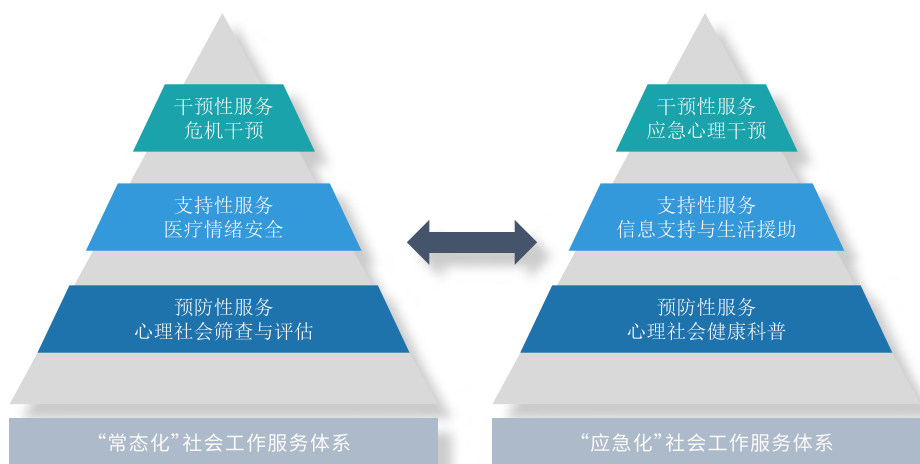 干预性服务
危机干预
支持性服务
医疗情绪安全
预防性服务
心理社会筛查与评估
“常态化”社会工作服务体系
干预性服务
应急心理干预
支持性服务
信息支持与生活援助
预防性服务
心理社会健康科普
“应急化”社会工作服务体系